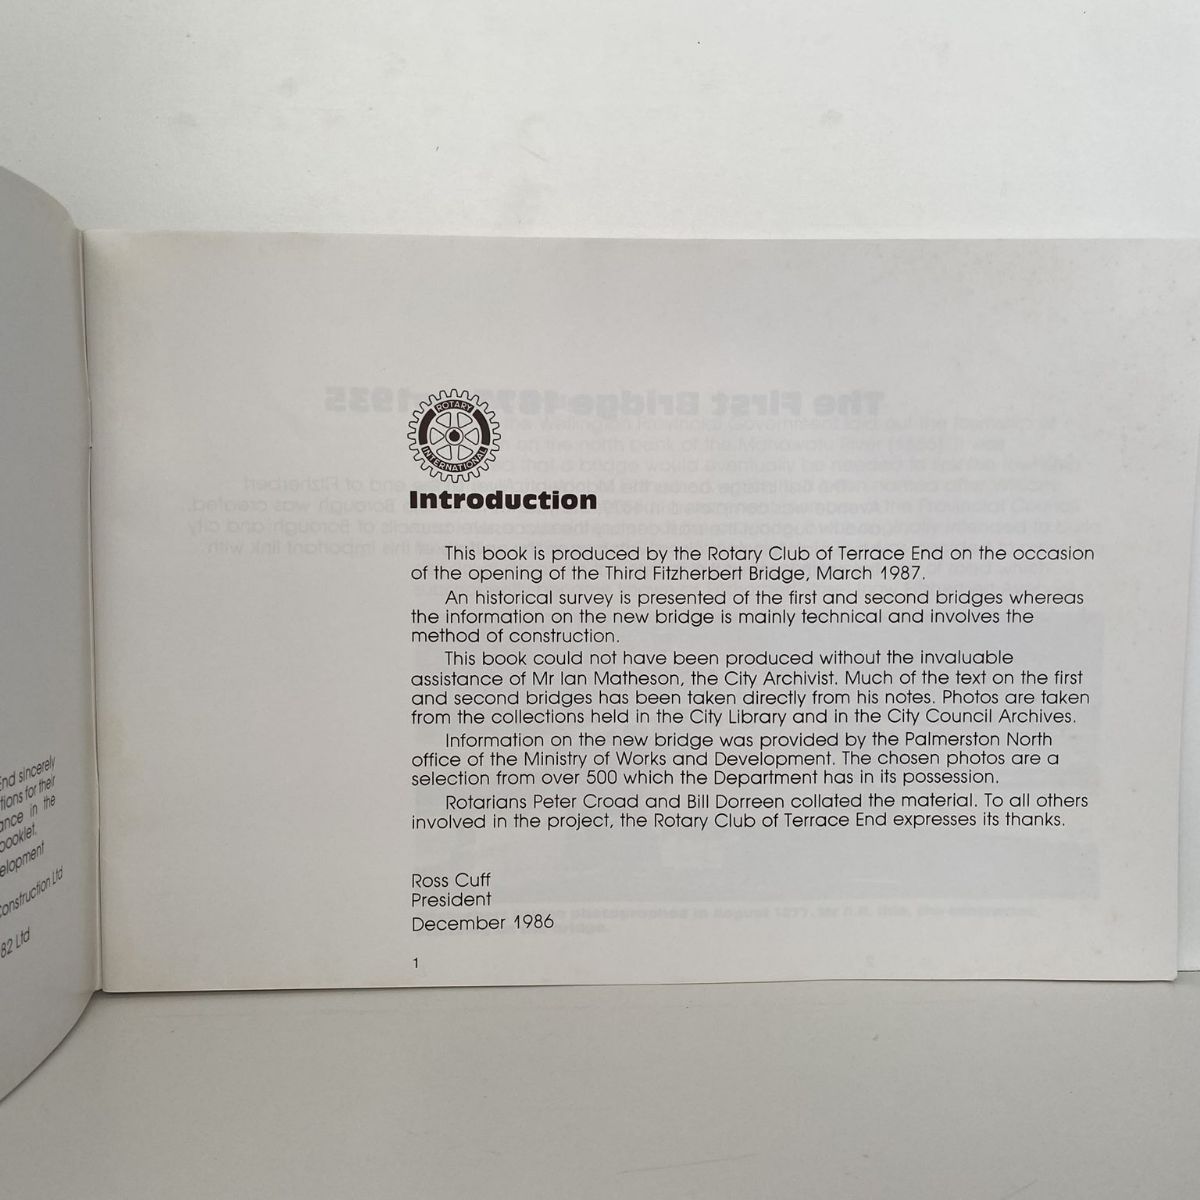 End sincerely
tions for their
ance in the
booklet.
elopment
Construction Ltd
82 Ltd
ROTARY
INTERNATIONAL
Introduction
This book is produced by the Rotary Club of Terrace End on the occasion
of the opening of the Third Fitzherbert Bridge, March 1987.
An historical survey is presented of the first and second bridges whereas
the information on the new bridge is mainly technical and involves the
method of construction.
This book could not have been produced without the invaluable
assistance of Mr Ian Matheson, the City Archivist. Much of the text on the first
and second bridges has been taken directly from his notes. Photos are taken
from the collections held in the City Library and in the City Council Archives.
Information on the new bridge was provided by the Palmerston North
office of the Ministry of Works and Development. The chosen photos are a
selection from over 500 which the Department has in its possession.
Rotarians Peter Croad and Bill Dorreen collated the material. To all others
involved in the project, the Rotary Club of Terrace End expresses its thanks.
Ross Cuff
President
December 1986
1